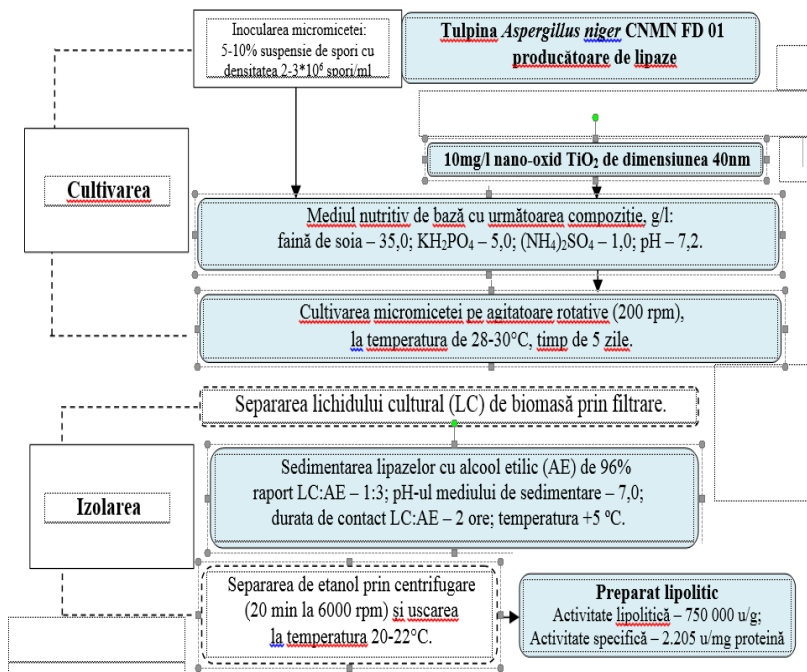 Inocularea micromicetei:
5-10% suspensie de spori cu
densitatea 2-3*10⁶ spori/ml
Tulpina Aspergillus niger CNMN FD 01
producătoare de lipaze
10mg/l nano-oxid TiO₂ de dimensiunea 40nm
Cultivarea
Mediul nutritiv de bază cu următoarea compoziție, g/l:
faină de soia – 35,0; KH₂PO₄ – 5,0; (NH₄)₂SO₄ – 1,0; pH – 7,2.
Cultivarea micromicetei pe agitatoare rotative (200 rpm),
la temperatura de 28-30°C, timp de 5 zile.
Separarea lichidului cultural (LC) de biomasă prin filtrare.
Izolarea
Sedimentarea lipazelor cu alcool etilic (AE) de 96%
raport LC:AE – 1:3; pH-ul mediului de sedimentare – 7,0;
durata de contact LC:AE – 2 ore; temperatura +5 ºC.
Separarea de etanol prin centrifugare
(20 min la 6000 rpm) și uscarea
la temperatura 20-22°C.
Preparat lipolitic
Activitate lipolitică – 750 000 u/g;
Activitate specifică – 2.205 u/mg proteină